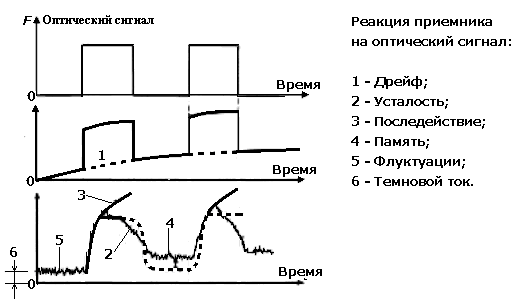 F Оптический сигнал
0
Время
1
0
Время
3
4
5
2
6
0
Время
Реакция приемника
на оптический сигнал:
1 - Дрейф;
2 - Усталость;
3 - Последействие;
4 - Память;
5 - Флуктуации;
6 - Темновой ток.